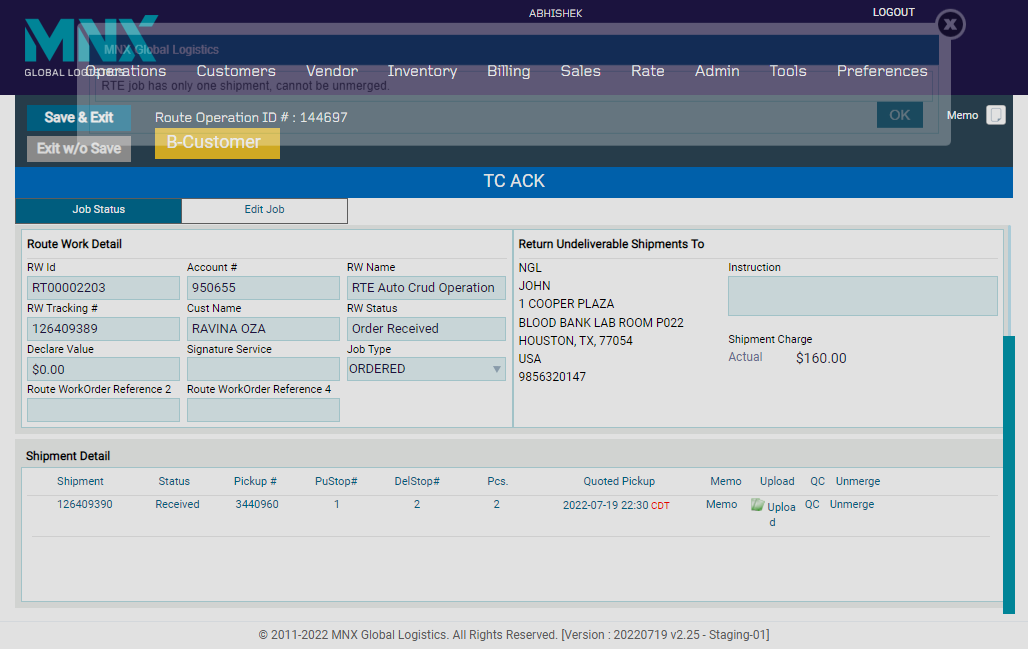 ABHISHEK
LOGOUT
MNX
GLOBAL LOGISTICS
MNX Global Logistics
Operations Customers Vendor Inventory Billing Sales Rate Admin Tools Preferences
RTE job has only one shipment, cannot be unmerged.
OK
Save & Exit
Route Operation ID # : 144697
Memo
Exit w/o Save
B-Customer
TC ACK
Job Status Edit Job
Route Work Detail
RW Id Account # RW Name
RT00002203 950655 RTE Auto Crud Operation
RW Tracking # Cust Name RW Status
126409389 RAVINA OZA Order Received
Declare Value Signature Service Job Type
$0.00 ORDERED
Route WorkOrder Reference 2 Route WorkOrder Reference 4
Return Undeliverable Shipments To
NGL
JOHN
1 COOPER PLAZA
BLOOD BANK LAB ROOM P022
HOUSTON, TX, 77054
USA
9856320147
Instruction
Shipment Charge
Actual $160.00
Shipment Detail
Shipment Status Pickup # PuStop# DelStop# Pcs. Quoted Pickup Memo Upload QC Unmerge
126409390 Received 3440960 1 2 2 2022-07-19 22:30 CDT Memo Uploa QC Unmerge
d
© 2011-2022 MNX Global Logistics. All Rights Reserved. [Version : 20220719 v2.25 - Staging-01]